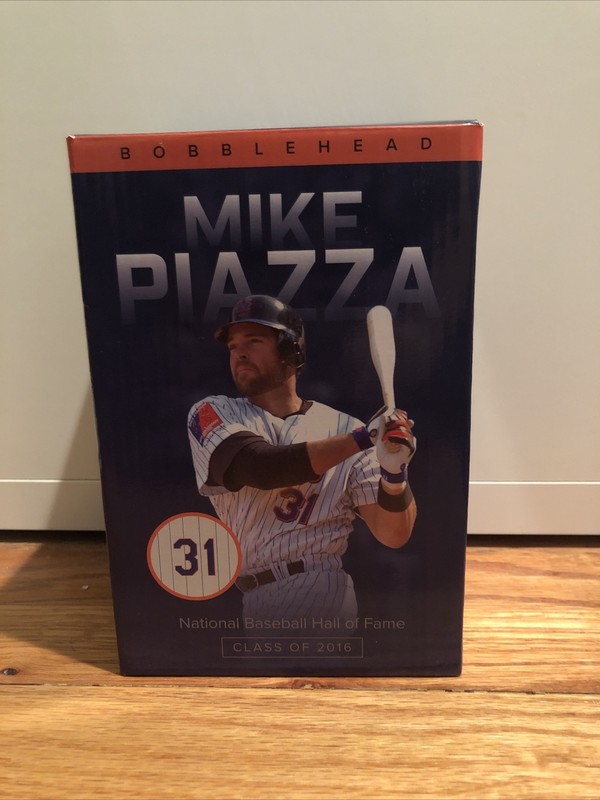 BOBBLEHEAD
MIKE
PIAZZA
31
31
National Baseball Hall of Fame
CLASS OF 2016